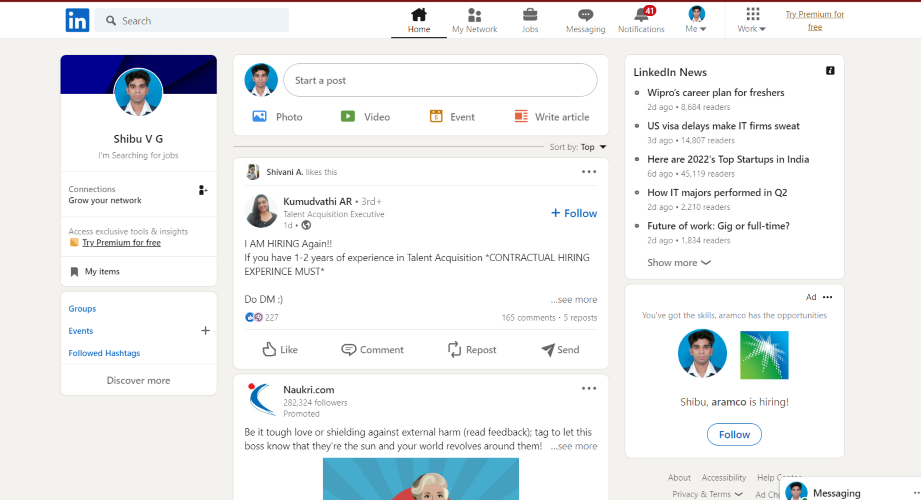 in
Search
Home
My Network
Jobs
Messaging
41
Notifications
Me
Work
Try Premium for
free
Shibu V G
I'm Searching for jobs
Connections
Grow your network
Access exclusive tools & insights
Try Premium for free
My items
Groups
Events
Followed Hashtags
Discover more
Start a post
Photo
Video
Event
Write article
Sort by: Top
Shivani A. likes this
Kumudvathi AR • 3rd+
Talent Acquisition Executive
1d •
+ Follow
I AM HIRING Again!!
If you have 1-2 years of experience in Talent Acquisition *CONTRACTUAL HIRING
EXPERINCE MUST*
Do DM :)
...see more
227
165 comments • 5 reposts
Like
Comment
Repost
Send
Naukri.com
282,324 followers
Promoted
Be it tough love or shielding against external harm (read feedback); tag to let this
boss know that they're the sun and your world revolves around them! ...see more
LinkedIn News
Wipro's career plan for freshers
2d ago • 8,684 readers
US visa delays make IT firms sweat
3d ago • 14,807 readers
Here are 2022's Top Startups in India
6d ago • 45,119 readers
How IT majors performed in Q2
2d ago • 2,210 readers
Future of work: Gig or full-time?
2d ago • 1,834 readers
Show more
Ad
You've got the skills, aramco has the opportunities
Shibu, aramco is hiring!
Follow
About
Accessibility
Help
Privacy & Terms
Ad
Messaging